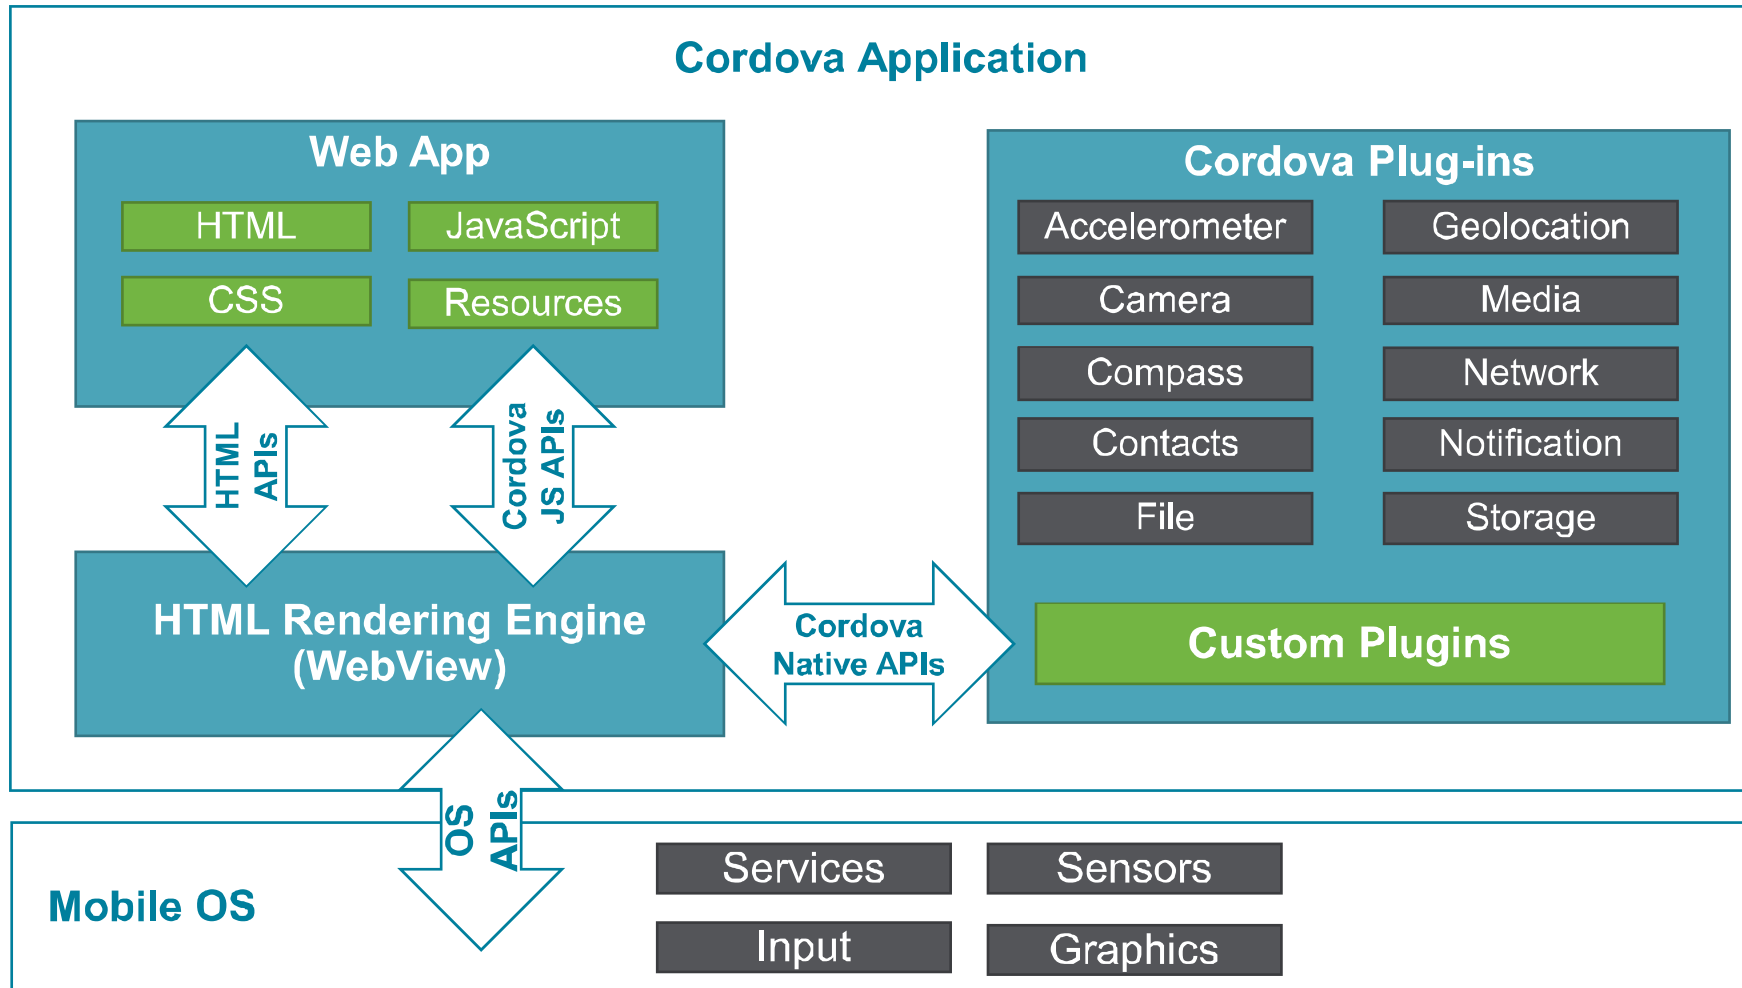 Cordova Application
Web App
HTML
JavaScript
CSS
Resources
HTML
APIs
Cordova
JS APIs
HTML Rendering Engine
(WebView)
Cordova
Native APIs
Cordova Plug-ins
Accelerometer
Geolocation
Camera
Media
Compass
Network
Contacts
Notification
File
Storage
Custom Plugins
OS
APIs
Mobile OS
Services
Sensors
Input
Graphics